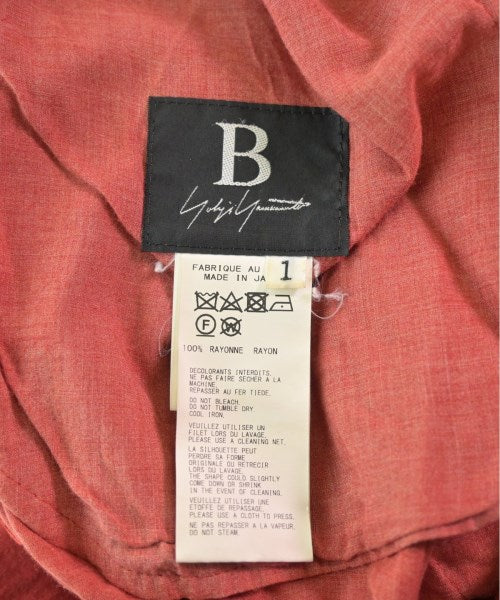 B
Yohji Yamamoto
FABRIQUE AU
1
MADE IN JA
F
W
100% RAYONNE RAYON
DECOLORANTS INTERDITS.
NE PAS FAIRE SECHER A LA
MACHINE.
REPASSER AU FER TIEDE.
DO NOT BLEACH.
DO NOT TUMBLE DRY
COOL IRON.
VEUILLEZ UTILISER UN
FILET LORS DU LAVAGE.
PLEASE USE A CLEANING NET.
LA SILHOUETTE PEUT
PERDRE SA FORME
ORIGINALE OU RETRECIR
LORS DU LAVAGE.
THE SHAPE COULD SLIGHTLY
COME DOWN OR SHRINK
IN THE EVENT OF CLEANING.
VEUILLEZ UTILISER UNE
ETOFFE DE REPASSAGE.
PLEASE USE A CLOTH TO PRESS.
NE PAS REPASSER A LA VAPEUR.
DO NOT STEAM.